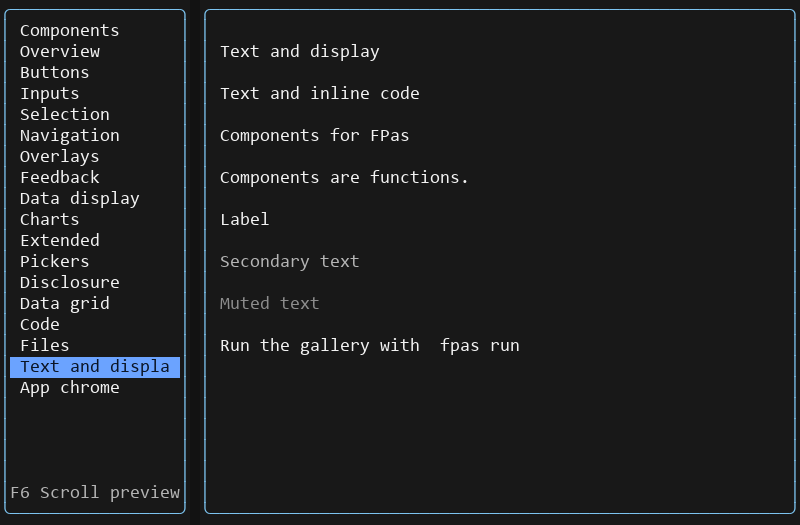 Components
Overview
Buttons
Inputs
Selection
Navigation
Overlays
Feedback
Data display
Charts
Extended
Pickers
Disclosure
Data grid
Code
Files
Text and displa
App chrome
F6 Scroll preview
Text and display
Text and inline code
Components for FPas
Components are functions.
Label
Secondary text
Muted text
Run the gallery with  fpas run